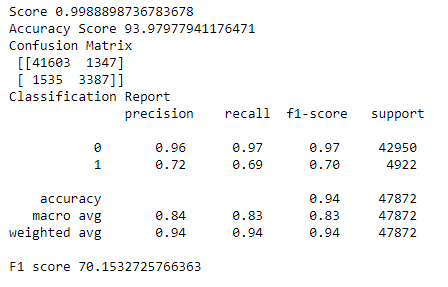 Score 0.9988898736783678
Accuracy Score 93.97977941176471
Confusion Matrix
[[41603 1347]
[ 1535 3387]]
Classification Report
precision recall f1-score support
0 0.96 0.97 0.97 42950
1 0.72 0.69 0.70 4922
accuracy 0.94 47872
macro avg 0.84 0.83 0.83 47872
weighted avg 0.94 0.94 0.94 47872
F1 score 70.1532725766363